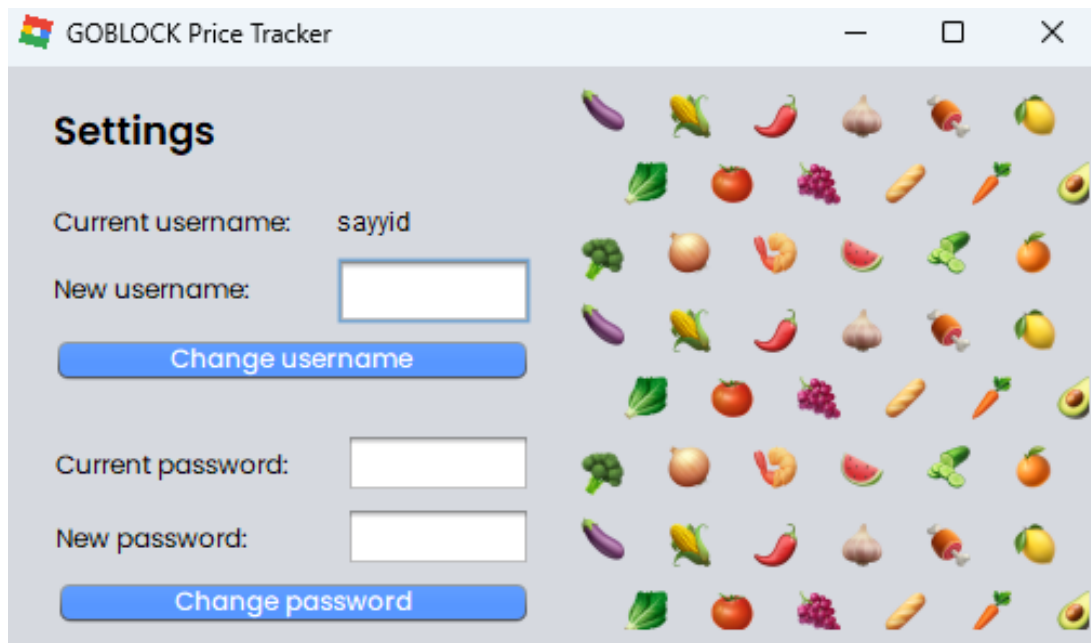 GOBLOCK Price Tracker
Settings
Current username: sayyid
New username:
Change username
Current password:
New password:
Change password